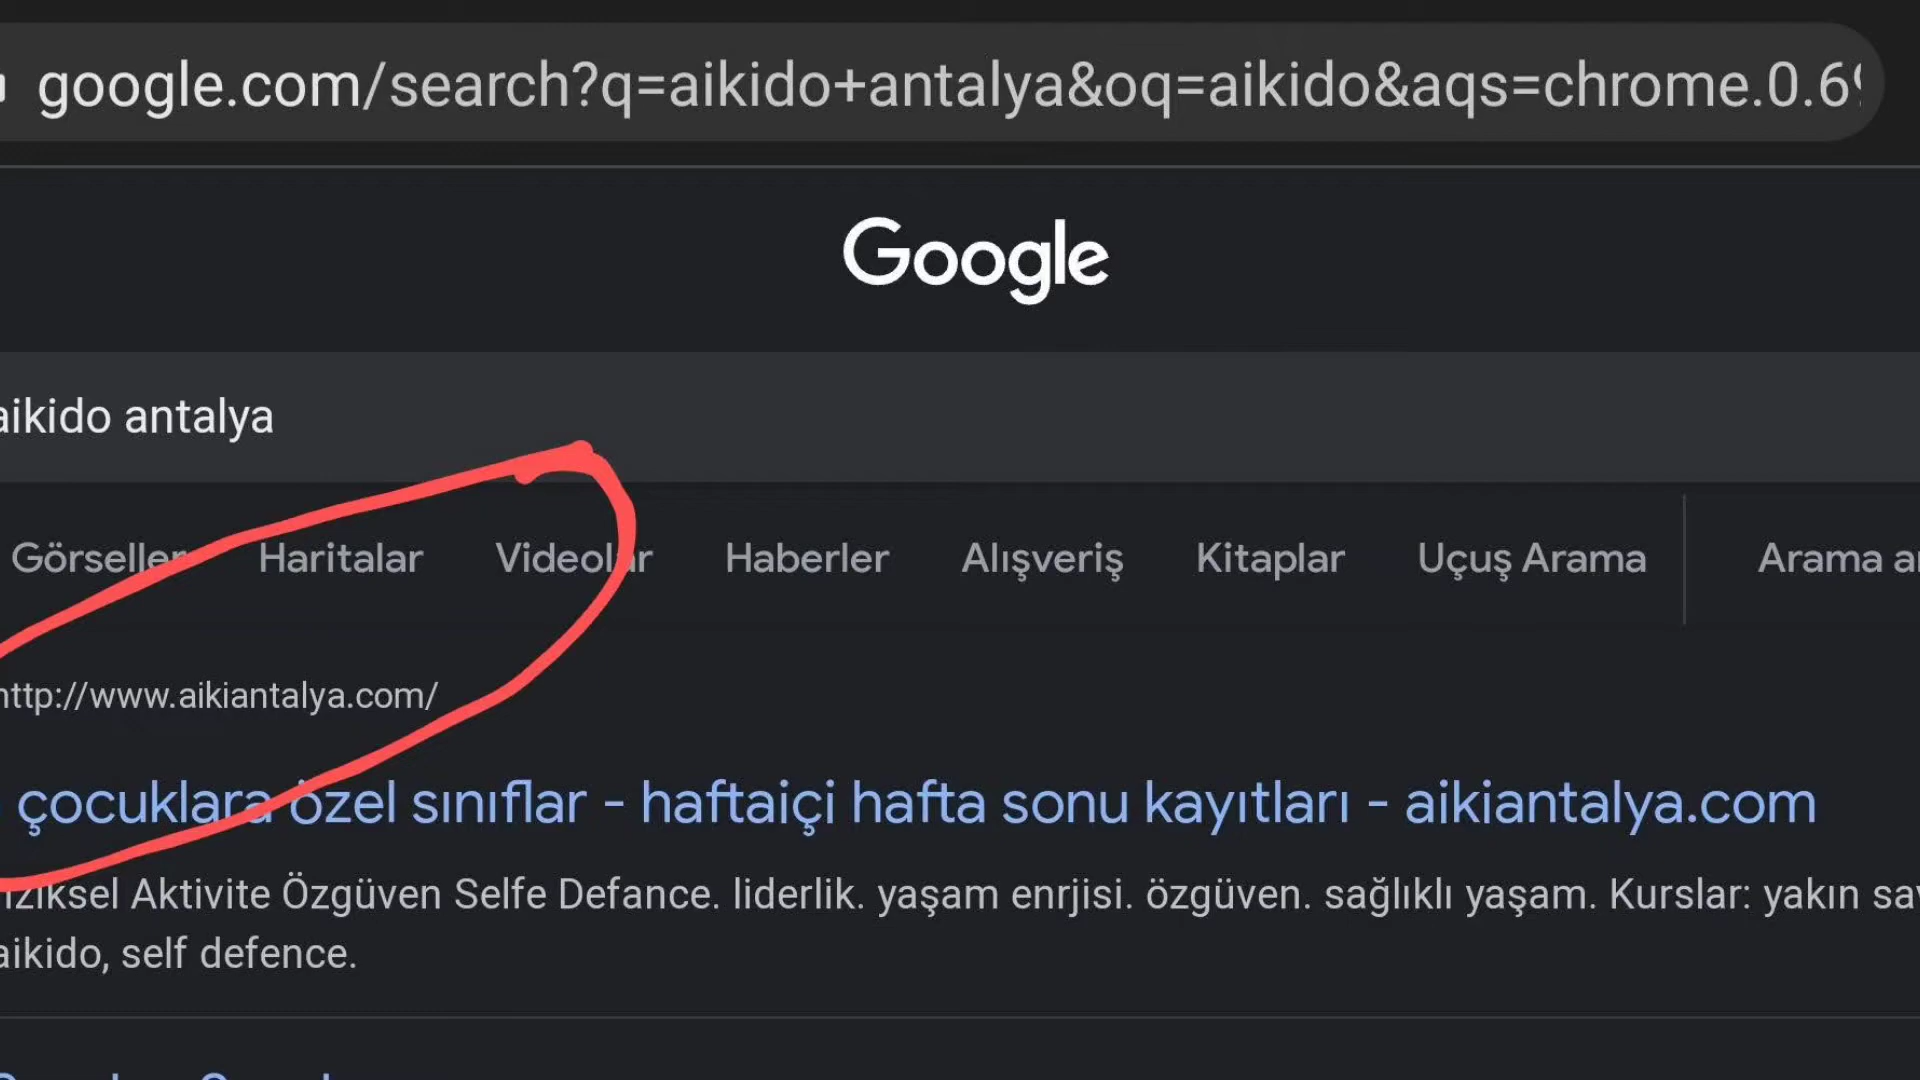 google.com/search?q=aikido+antalya&oq=aikido&aqs=chrome.0.69
Google
aikido antalya
Görseller Haritalar Videolar Haberler Alışveriş Kitaplar Uçuş Arama Arama
http://www.aikiantalya.com/
çocuklara özel sınıflar - haftaiçi hafta sonu kayıtları - aikiantalya.com
Aktivite Özgüven Selfe Defance. liderlik. yaşam enrjisi. özgüven. sağlıklı yaşam. Kurslar: yakın
aikido, self defence.